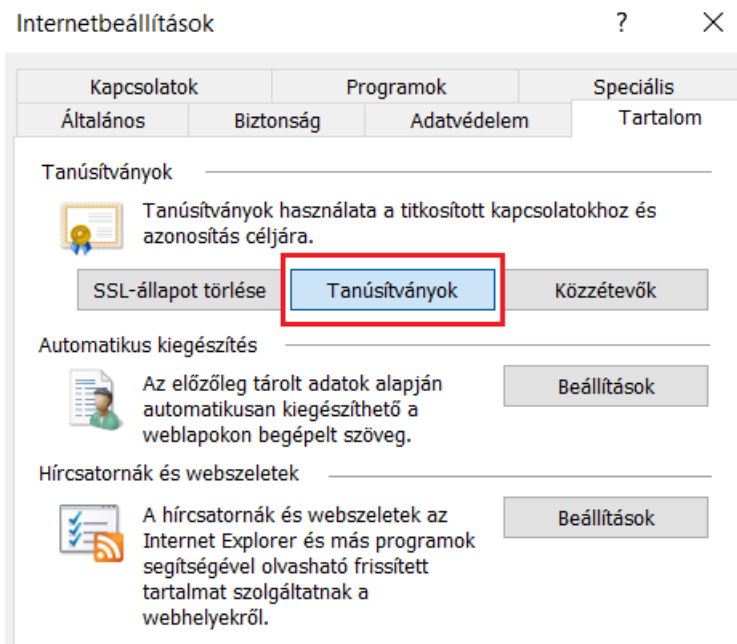 Internetbeállítások ?
Kapcsolatok Programok Speciális
Általános Biztonság Adatvédelem Tartalom
Tanúsítványok
Tanúsítványok használata a titkosított kapcsolatokhoz és
azonosítás céljára.
SSL-állapot törlése Tanúsítványok Közzétevők
Automatikus kiegészítés
Az előzőleg tárolt adatok alapján
automatikusan kiegészíthető a
weblapokon begépelt szöveg.
Beállítások
Hírcsatornák és webszeletek
A hírcsatornák és webszeletek az
Internet Explorer és más programok
segítségével olvasható frissített
tartalmat szolgáltatnak a
webhelyekről.
Beállítások